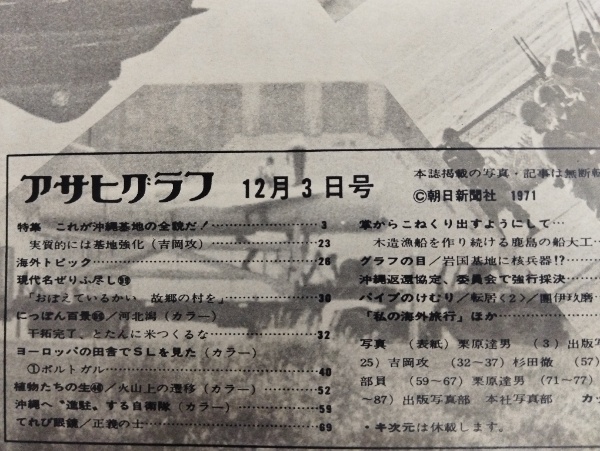 アサヒグラフ 12月3日号
特集 これが沖縄基地の全貌だ！ 3
実質的には基地強化（吉岡攻） 23
海外トピック 26
現代名ぜりふ尽し
「おぼえているかい 故郷の村を」 30
にっぽん百景 河北潟（カラー）
干拓完了、とたんに米つくるな 32
ヨーロッパの田舎でSLを見た（カラー）
①ポルトガル 40
植物たちの生 火山上の遷移（カラー） 52
沖縄へ“進駐”する自衛隊（カラー） 59
てれび眼鏡／正義の士 69
本誌掲載の写真・記事は無断転
©朝日新聞社 1971
掌からこねくり出すようにして…
木造漁船を作り続ける鹿島の船大工
グラフの目／岩国基地に核兵器!?
沖縄返還協定、委員会で強行採決
パイプのけむり／転居〈2〉／團伊玖磨
「私の海外旅行」ほか
写真 （表紙）栗原達男 （3）出版写
25）吉岡攻 （32〜37）杉田徹 （57）
部員 （59〜67）栗原達男 （71〜77）
〜87）出版写真部 本社写真部 カッ
・キ次元は休載します。